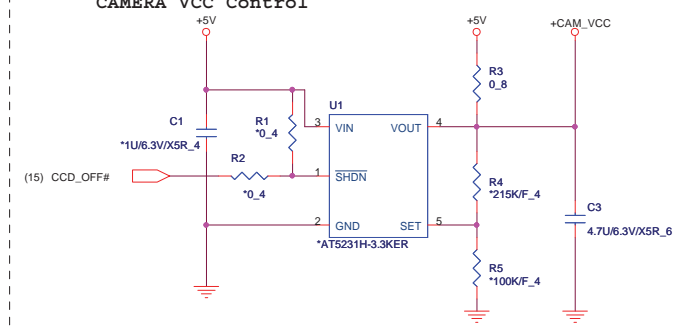 CAMERA VCC Control
+5V
+5V
+CAM_VCC
R3
0_8
U1
C1
R1
*0_4
3
VIN
VOUT
4
*1U/6.3V/X5R_4
R2
(15) CCD_OFF#
1
SHDN
R4
*215K/F_4
*0_4
C3
2
GND
SET
5
4.7U/6.3V/X5R_6
*AT5231H-3.3KER
R5
*100K/F_4